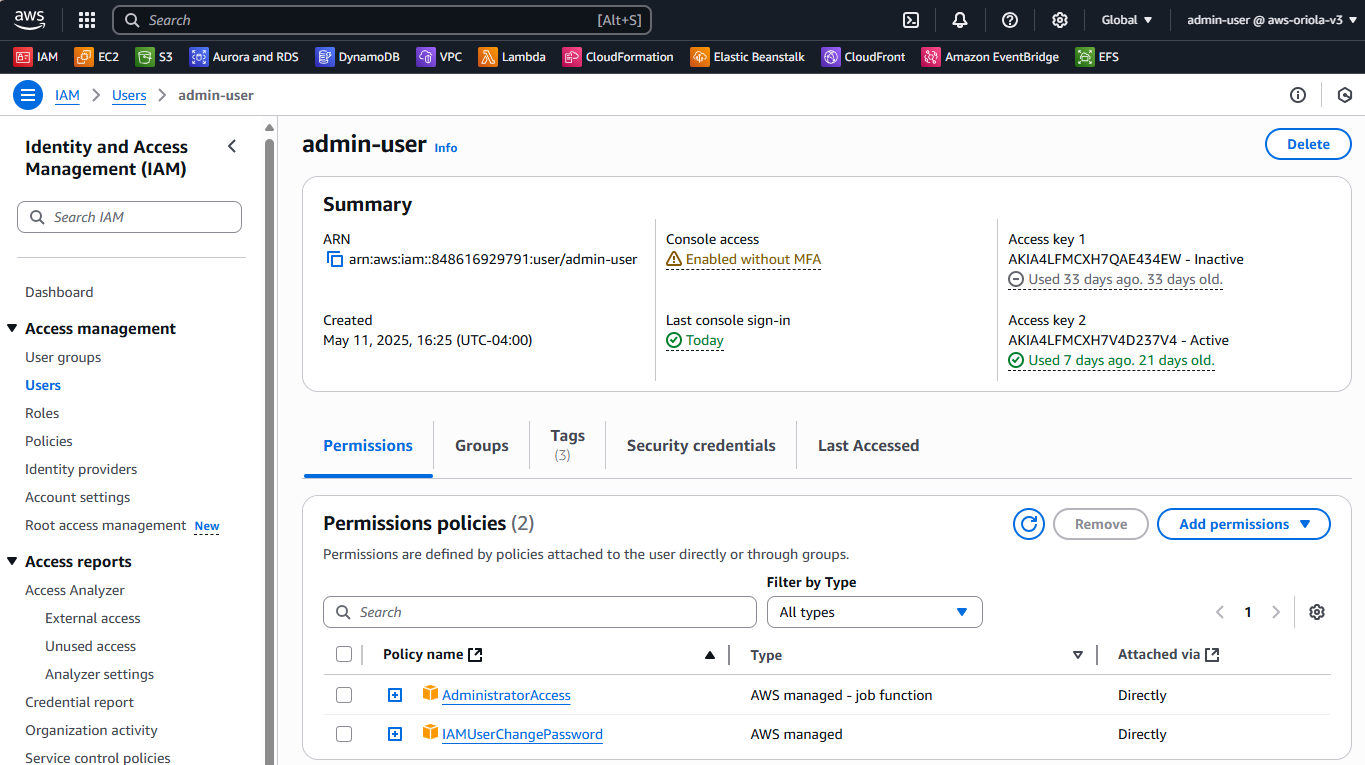 aws
Search [Alt+S]
Global
admin-user @ aws-oriola-v3
IAM EC2 S3 Aurora and RDS DynamoDB VPC Lambda CloudFormation Elastic Beanstalk CloudFront Amazon EventBridge EFS
IAM > Users > admin-user
Identity and Access
Management (IAM)
Search IAM
Dashboard
Access management
User groups
Users
Roles
Policies
Identity providers
Account settings
Root access management New
Access reports
Access Analyzer
External access
Unused access
Analyzer settings
Credential report
Organization activity
Service control policies
admin-user Info
Delete
Summary
ARN
arn:aws:iam::848616929791:user/admin-user
Created
May 11, 2025, 16:25 (UTC-04:00)
Console access
Enabled without MFA
Last console sign-in
Today
Access key 1
AKIA4LFMCXH7QAE434EW - Inactive
Used 33 days ago. 33 days old.
Access key 2
AKIA4LFMCXH7V4D237V4 - Active
Used 7 days ago. 21 days old.
Permissions
Groups
Tags
(3)
Security credentials
Last Accessed
Permissions policies (2)
Remove
Add permissions
Permissions are defined by policies attached to the user directly or through groups.
Filter by Type
Search
All types
1
Policy name Type Attached via
AdministratorAccess AWS managed - job function Directly
IAMUserChangePassword AWS managed Directly